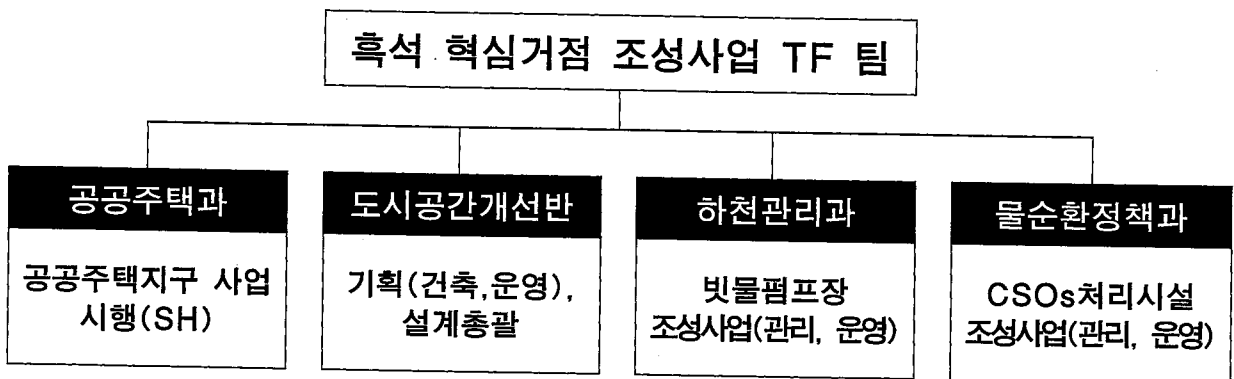 흑석 혁심거점 조성사업 TF 팀
공공주택과
공공주택지구 사업
시행(SH)
도시공간개선반
기획(건축,운영),
설계총괄
하천관리과
빗물펌프장
조성사업(관리, 운영)
물순환정책과
CSOs처리시설
조성사업(관리, 운영)